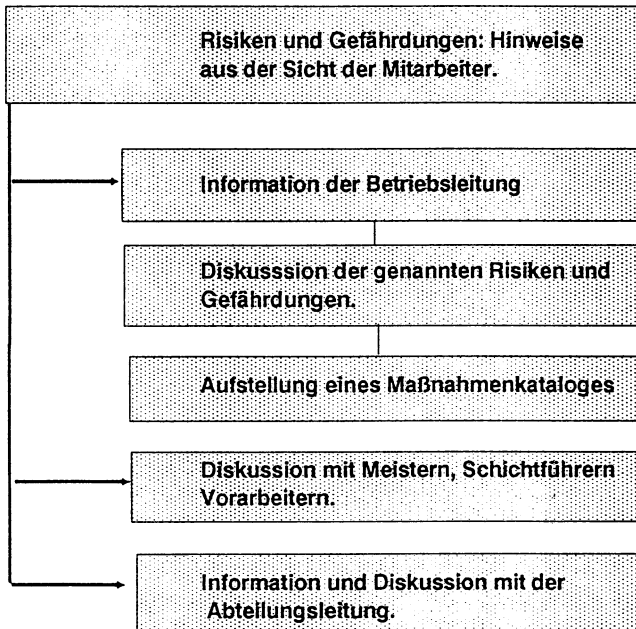 Risiken und Gefährdungen: Hinweise
aus der Sicht der Mitarbeiter.
Information der Betriebsleitung
Diskusssion der genannten Risiken und
Gefährdungen.
Aufstellung eines Maßnahmenkataloges
Diskussion mit Meistern, Schichtführern
Vorarbeitern.
Information und Diskussion mit der
Abteilungsleitung.